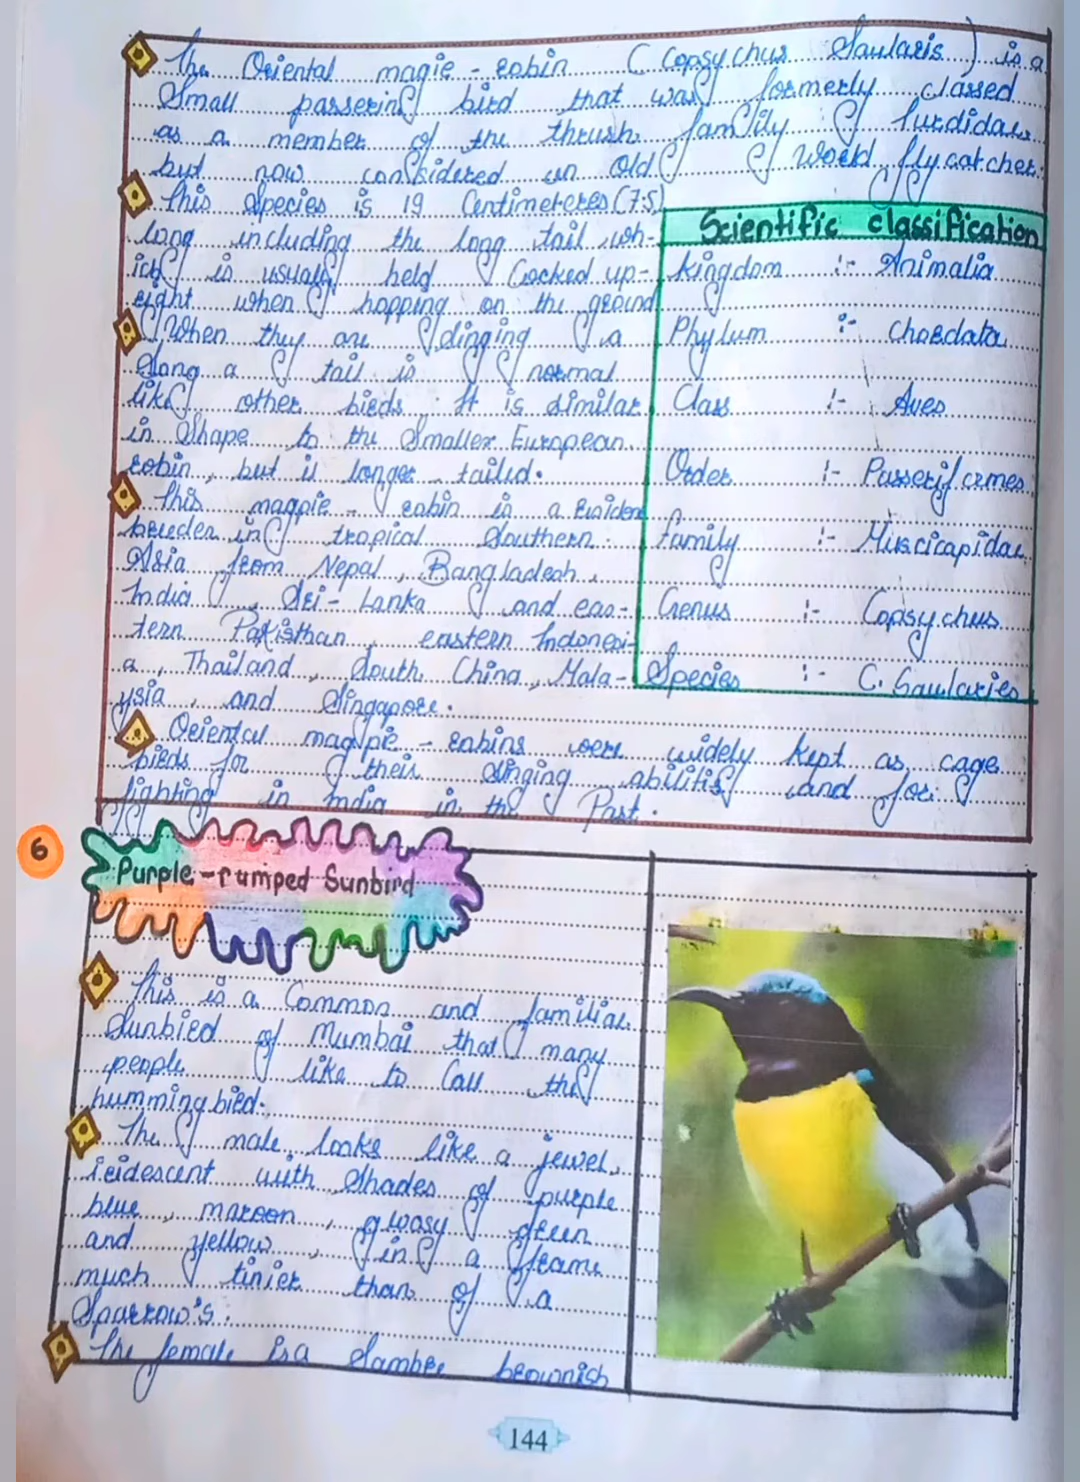 The Oriental magie - robin (Copsychus Saularis) is a
Small passering bird that was formerly classed
as a member of the thrush family of Turdidae
but now considered an Old World flycatcher.
This Species is 19 Centimeteres (7.5)
long including the long tail wh-
ich is usually held Cocked up-
right when hopping on the ground
When they are singing a
Slong a tail is normal
like other birds. It is similar
in Shape to the Smaller European
robin, but is longer - tailed.
This magpie - robin is a Residen
breeder in tropical Southern
Asia from Nepal, Bangladesh,
India, Sri - Lanka and eas-
tern Pakisthan, eastern Indonesi-
a, Thailand, South China, Mala-
ysia, and Singapore.
Scientific classification
Kingdom :- Animalia
Phylum :- Chordata
Class :- Aves
Order :- Passeriformes
family :- Muscicapidae
Genus :- Copsychus
Species :- C. Saularies
Oriental magpie - robins were widely kept as cage
birds for their singing abilitis and for
fighting in India in the Past.
6
Purple-rumped Sunbird
This is a Common and familiar
Sunbird of Mumbai that many
people like to Call the
humming bird.
The male, looks like a jewel,
iridescent with Shades of purple
blue, maroon, glossy green
and yellow, in a frame
much tinier than of a
Sparrow's.
The female is a Sombre brownish
144